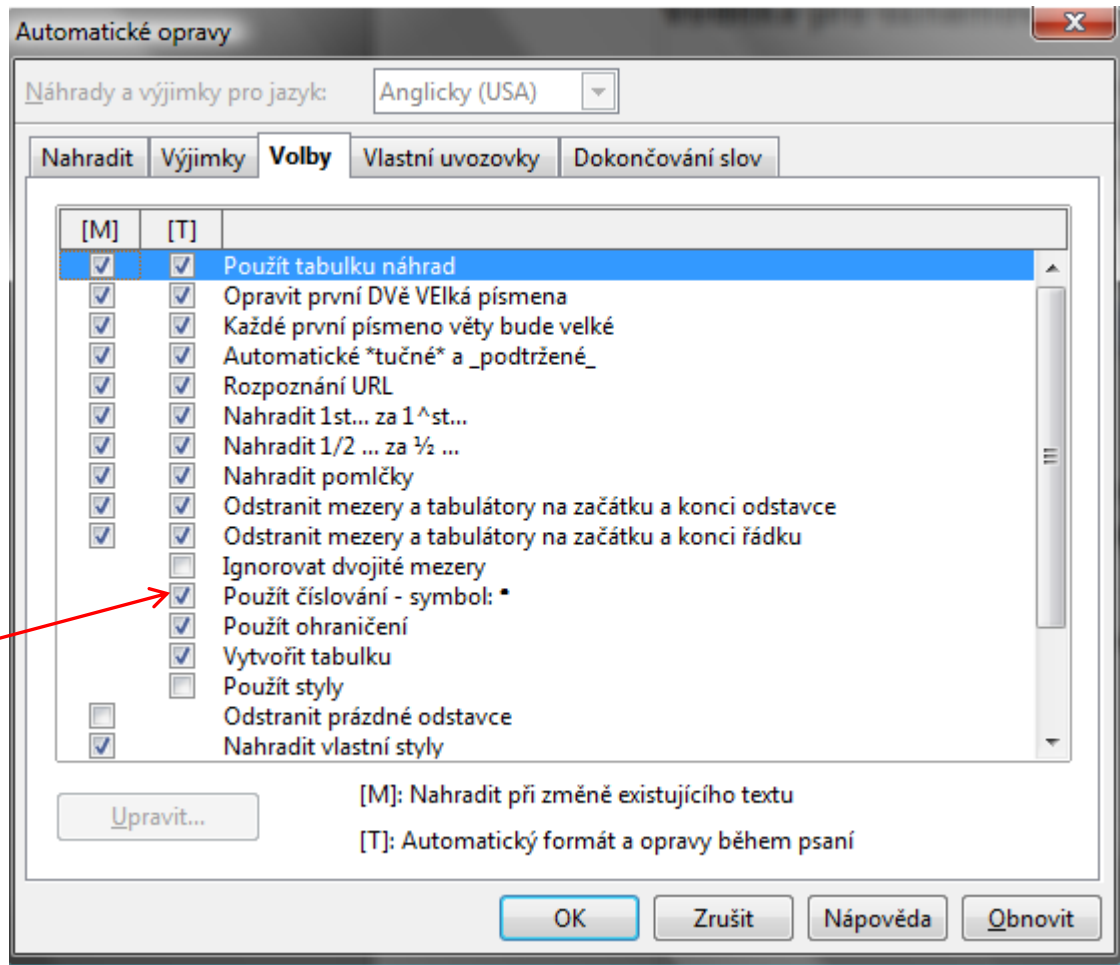 Automatické opravy
Náhrady a výjimky pro jazyk: Anglicky (USA)
Nahradit Výjimky Volby Vlastní uvozovky Dokončování slov
[M] [T]
Použít tabulku náhrad
Opravit první DVě VElká písmena
Každé první písmeno věty bude velké
Automatické *tučné* a _podtržené_
Rozpoznání URL
Nahradit 1st... za 1^st...
Nahradit 1/2 ... za ½ ...
Nahradit pomlčky
Odstranit mezery a tabulátory na začátku a konci odstavce
Odstranit mezery a tabulátory na začátku a konci řádku
Ignorovat dvojité mezery
Použít číslování - symbol: •
Použít ohraničení
Vytvořit tabulku
Použít styly
Odstranit prázdné odstavce
Nahradit vlastní styly
[M]: Nahradit při změně existujícího textu
Upravit...
[T]: Automatický formát a opravy během psaní
OK Zrušit Nápověda Obnovit